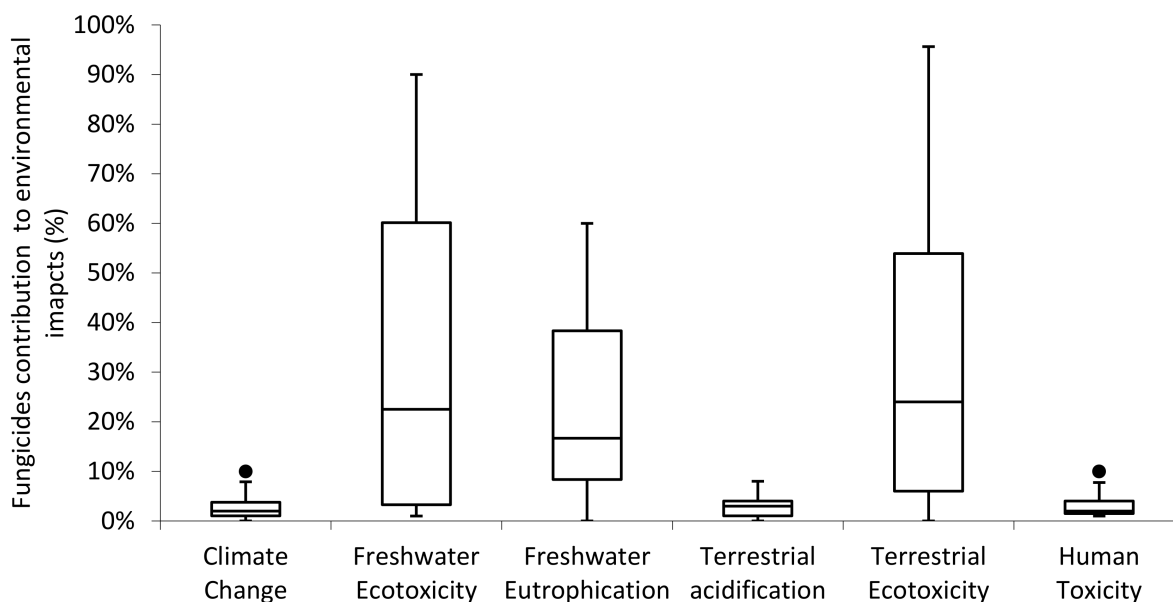 Fungicides contribution to environmental
imapcts (%)
100%
90%
80%
70%
60%
50%
40%
30%
20%
10%
0%
Climate
Change
Freshwater
Ecotoxicity
Freshwater
Eutrophication
Terrestrial
acidification
Terrestrial
Ecotoxicity
Human
Toxicity